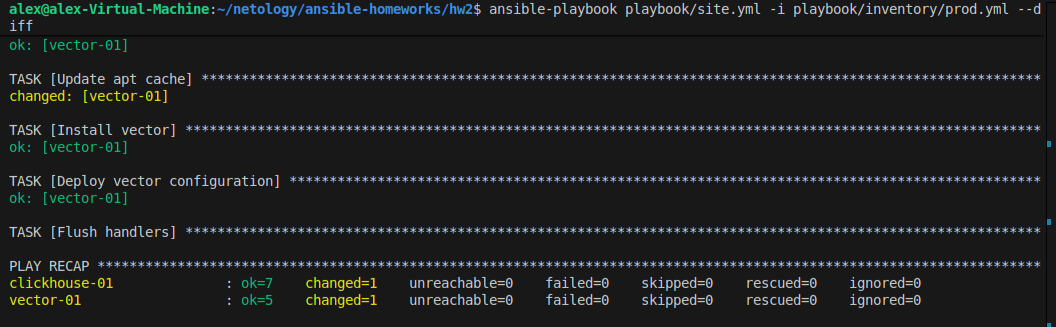 alex@alex-Virtual-Machine:~/netology/ansible-homeworks/hw2$ ansible-playbook playbook/site.yml -i playbook/inventory/prod.yml --d
iff
ok: [vector-01]
TASK [Update apt cache] *********************************************************************************************************
changed: [vector-01]
TASK [Install vector] ***********************************************************************************************************
ok: [vector-01]
TASK [Deploy vector configuration] **********************************************************************************************
ok: [vector-01]
TASK [Flush handlers] ***********************************************************************************************************
PLAY RECAP **********************************************************************************************************************
clickhouse-01              : ok=7    changed=1    unreachable=0    failed=0    skipped=0    rescued=0    ignored=0
vector-01                  : ok=5    changed=1    unreachable=0    failed=0    skipped=0    rescued=0    ignored=0